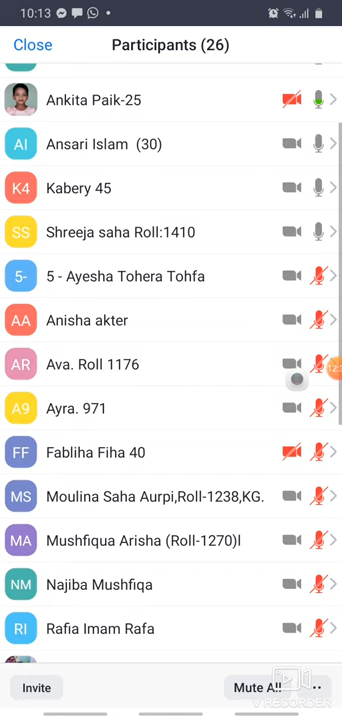 10:13
Close
Participants (26)
Ankita Paik-25
AI Ansari Islam (30)
K4 Kabery 45
SS Shreeja saha Roll:1410
5- 5 - Ayesha Tohera Tohfa
AA Anisha akter
AR Ava. Roll 1176
A9 Ayra. 971
FF Fabliha Fiha 40
MS Moulina Saha Aurpi,Roll-1238,KG.
MA Mushfiqua Arisha (Roll-1270)l
NM Najiba Mushfiqa
RI Rafia Imam Rafa
Invite
Mute All
V RECORDER